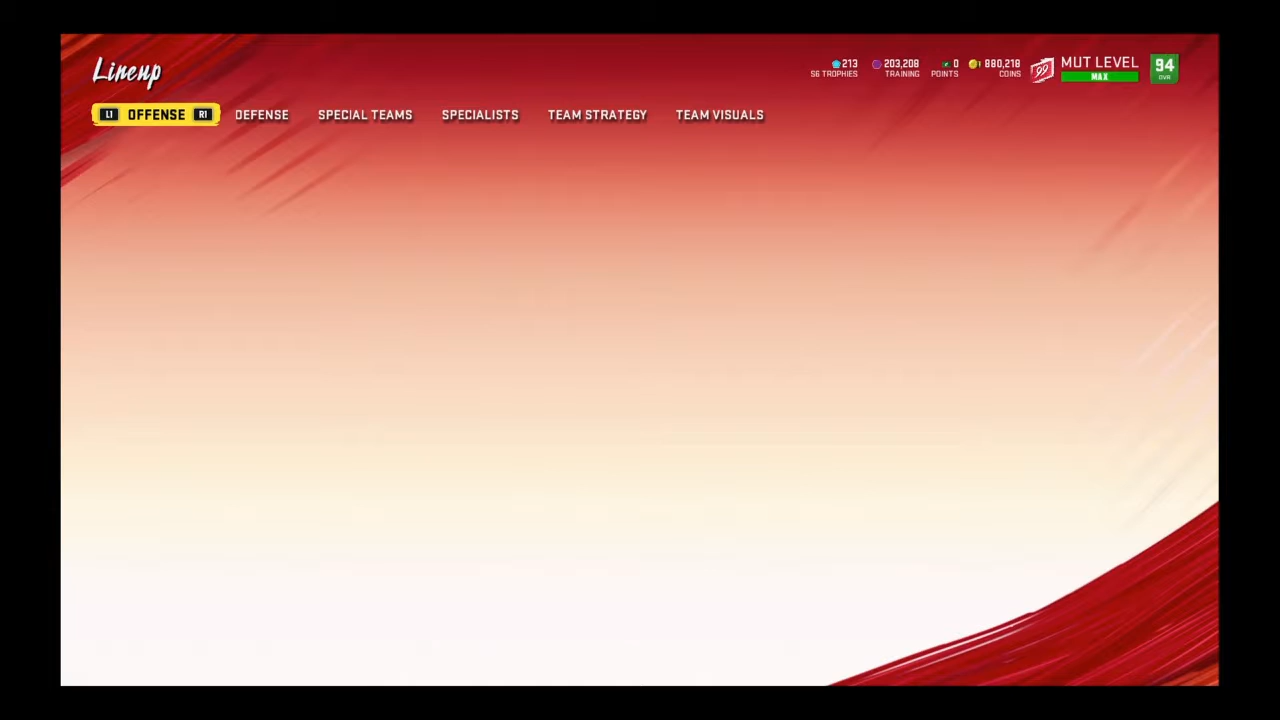 Lineup
213
S6 TROPHIES
203,208
TRAINING
0
POINTS
880,218
COINS
99
MUT LEVEL
MAX
94
OVR
L1 OFFENSE R1 DEFENSE SPECIAL TEAMS SPECIALISTS TEAM STRATEGY TEAM VISUALS